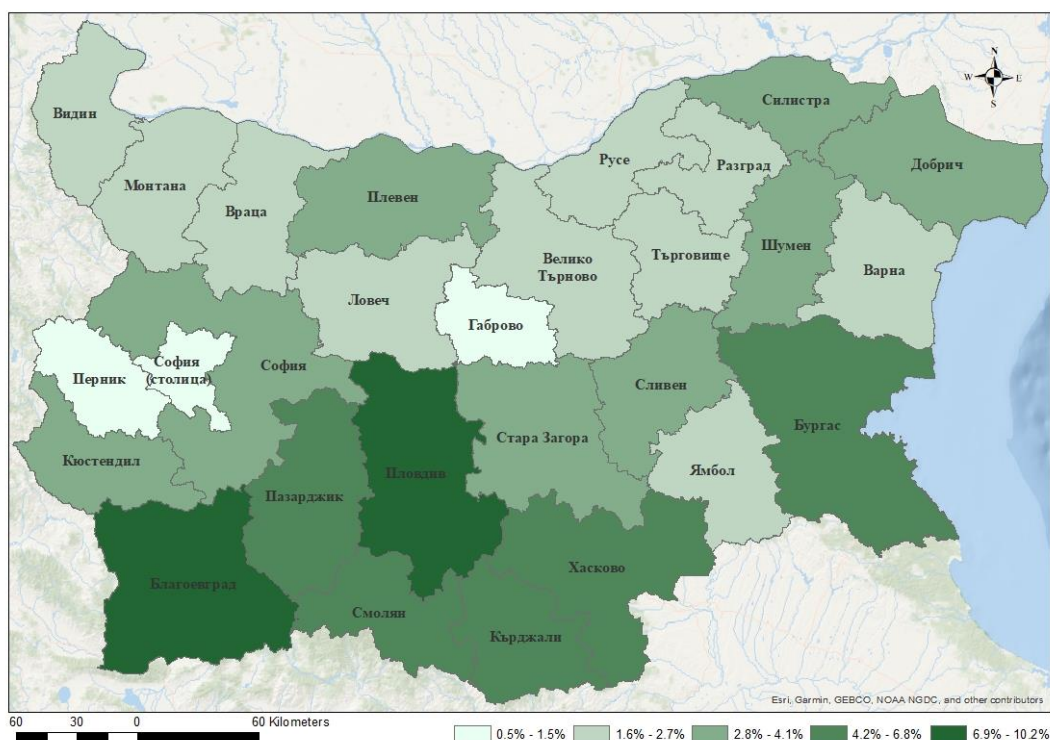 N
W E
S
Видин
Монтана
Враца
Плевен
Ловеч
Велико
Търново
Габрово
Русе
Разград
Търговище
Силистра
Добрич
Шумен
Варна
Перник
София
(столица)
София
Кюстендил
Благоевград
Пазарджик
Пловдив
Стара Загора
Сливен
Ямбол
Бургас
Хасково
Смолян
Кърджали
Esri, Garmin, GEBCO, NOAA NGDC, and other contributors
60 30 0 60 Kilometers
0.5% - 1.5% 1.6% - 2.7% 2.8% - 4.1% 4.2% - 6.8% 6.9% - 10.2%